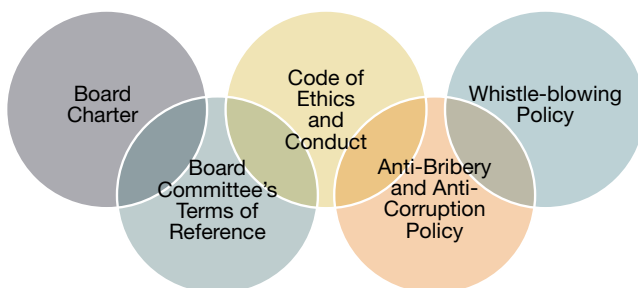 Board
Charter
Board
Committee's
Terms of
Reference
Code of
Ethics
and
Conduct
Anti-Bribery
and Anti-
Corruption
Policy
Whistle-blowing
Policy